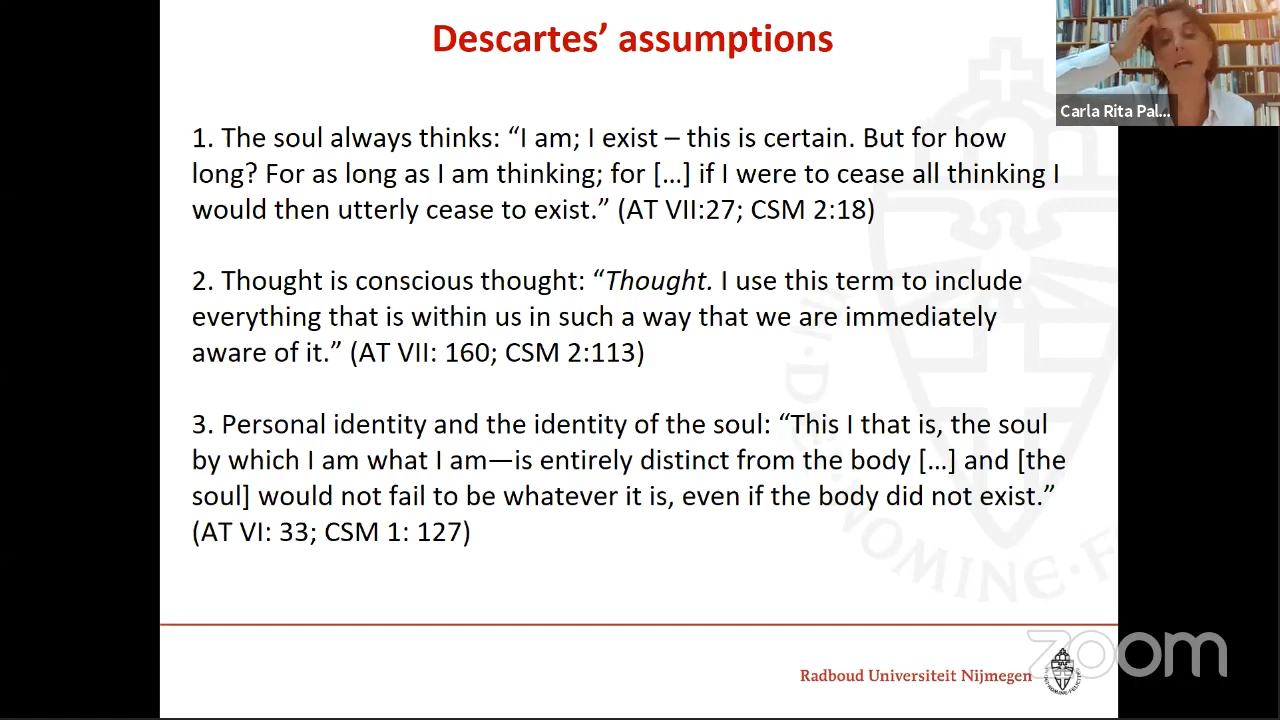 Descartes’ assumptions
Carla Rita Pal...
1. The soul always thinks: “I am; I exist – this is certain. But for how
long? For as long as I am thinking; for […] if I were to cease all thinking I
would then utterly cease to exist.” (AT VII:27; CSM 2:18)
2. Thought is conscious thought: “Thought. I use this term to include
everything that is within us in such a way that we are immediately
aware of it.” (AT VII: 160; CSM 2:113)
3. Personal identity and the identity of the soul: “This I that is, the soul
by which I am what I am—is entirely distinct from the body […] and [the
soul] would not fail to be whatever it is, even if the body did not exist.”
(AT VI: 33; CSM 1: 127)
NOMINE·
zoom
Radboud Universiteit Nijmegen